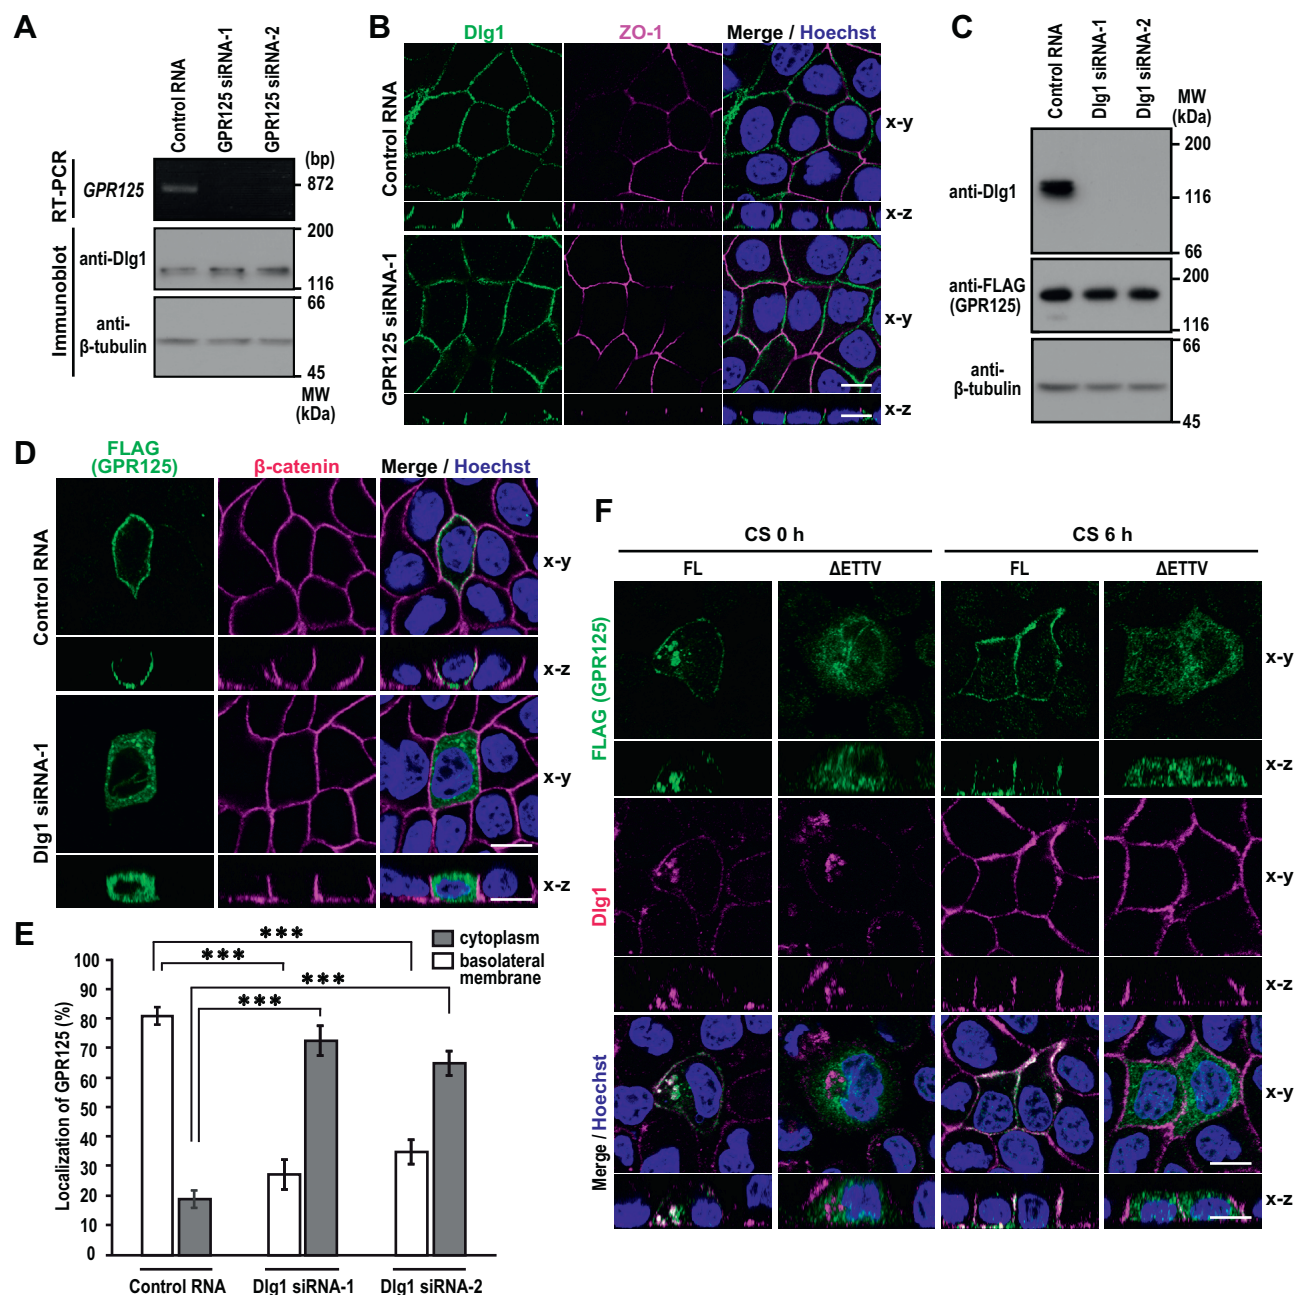 A
Control RNA
GPR125 siRNA-1
GPR125 siRNA-2
(bp)
RT-PCR
GPR125
872
Immunoblot
200
anti-Dlg1
116
66
anti-
β-tubulin
45
MW
(kDa)
B
Dlg1
ZO-1
Merge / Hoechst
Control RNA
x-y
x-z
GPR125 siRNA-1
x-y
x-z
C
Control RNA
Dlg1 siRNA-1
Dlg1 siRNA-2
MW
(kDa)
200
anti-Dlg1
116
66
anti-FLAG
(GPR125)
200
116
66
anti-
β-tubulin
45
D
FLAG
(GPR125)
β-catenin
Merge / Hoechst
Control RNA
x-y
x-z
Dlg1 siRNA-1
x-y
x-z
E
cytoplasm
basolateral
membrane
***
***
***
***
Localization of GPR125 (%)
100
90
80
70
60
50
40
30
20
10
0
Control RNA
Dlg1 siRNA-1
Dlg1 siRNA-2
F
CS 0 h
CS 6 h
FL
ΔETTV
FL
ΔETTV
FLAG (GPR125)
x-y
x-z
Dlg1
x-y
x-z
Merge / Hoechst
x-y
x-z